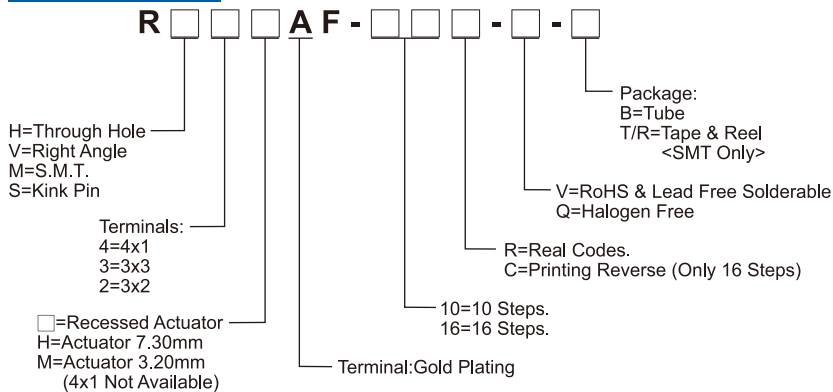 R□□□AF-□□□-□-□
Package:
B=Tube
T/R=Tape & Reel
<SMT Only>
H=Through Hole
V=Right Angle
M=S.M.T.
S=Kink Pin
V=RoHS & Lead Free Solderable
Q=Halogen Free
Terminals:
4=4x1
3=3x3
2=3x2
R=Real Codes.
C=Printing Reverse (Only 16 Steps)
10=10 Steps.
16=16 Steps.
□=Recessed Actuator
H=Actuator 7.30mm
M=Actuator 3.20mm
(4x1 Not Available)
Terminal:Gold Plating